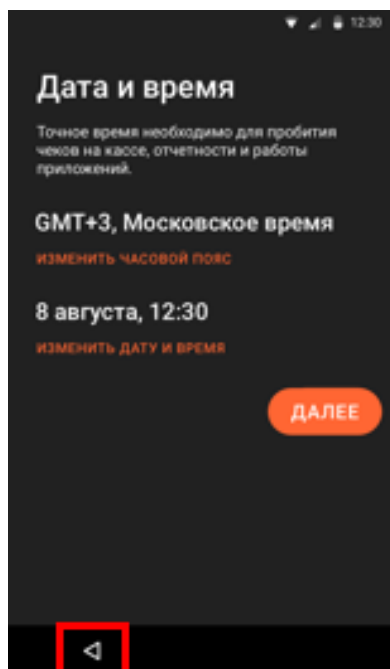 12:30
Дата и время
Точное время необходимо для пробития
чеков на кассе, отчетности и работы
приложений.
GMT+3, Московское время
ИЗМЕНИТЬ ЧАСОВОЙ ПОЯС
8 августа, 12:30
ИЗМЕНИТЬ ДАТУ И ВРЕМЯ
ДАЛЕЕ